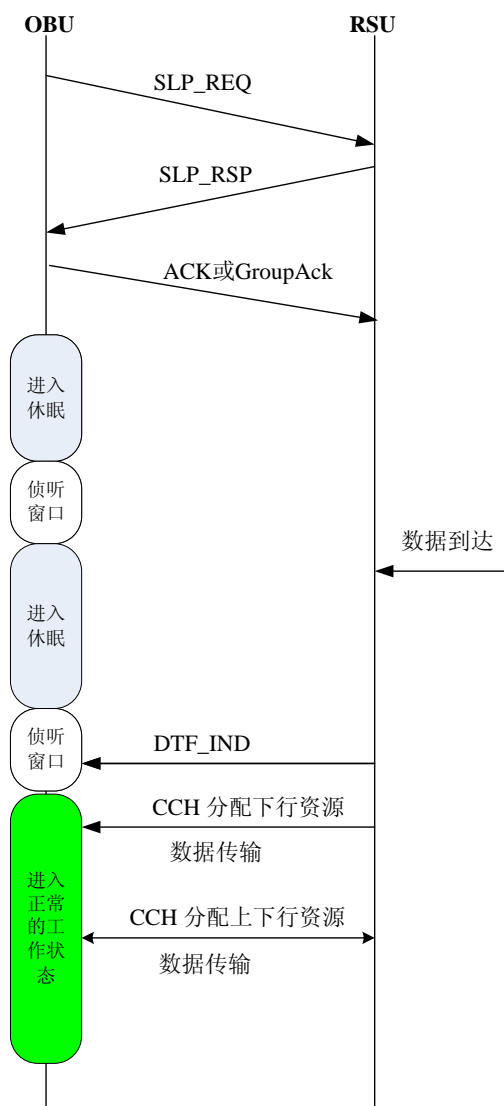 OBU
RSU
SLP_REQ
SLP_RSP
ACK或GroupAck
进入
休眠
侦听
窗口
数据到达
进入
休眠
侦听
窗口
DTF_IND
CCH 分配下行资源
数据传输
进入
正常
的工
作状
态
CCH 分配上下行资源
数据传输